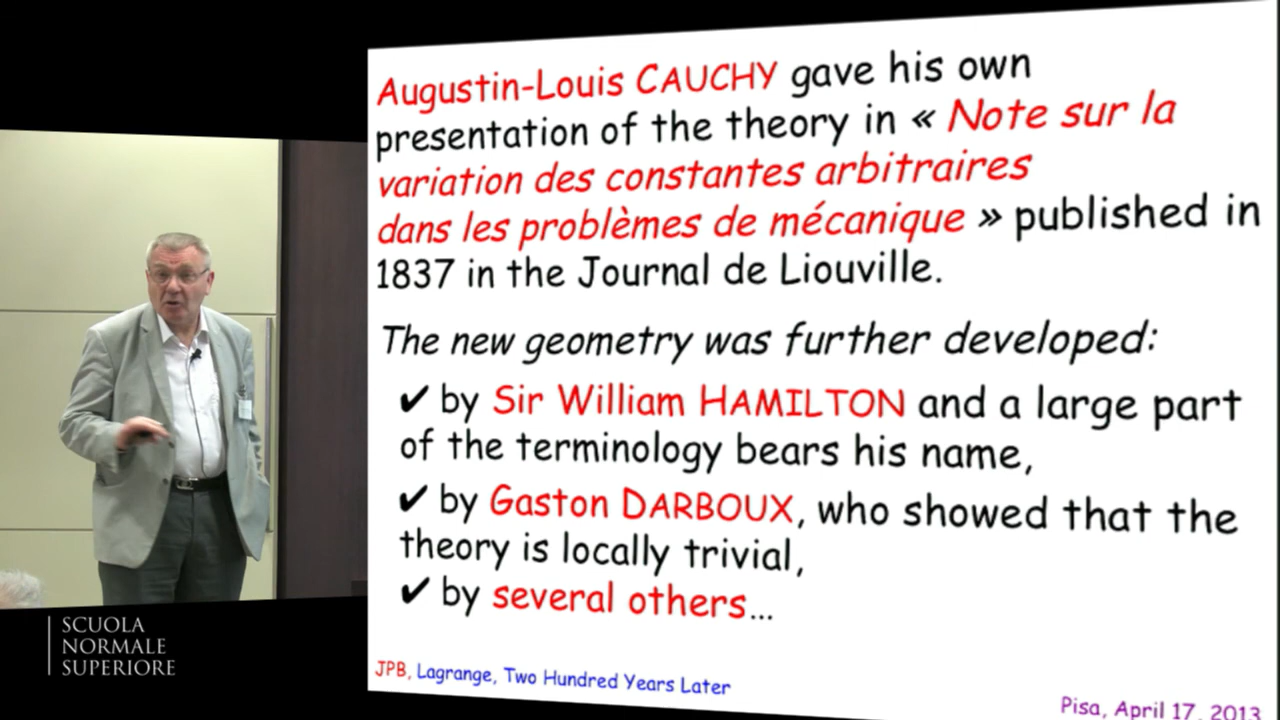 Augustin-Louis CAUCHY gave his own
presentation of the theory in « Note sur la
variation des constantes arbitraires
dans les problèmes de mécanique » published in
1837 in the Journal de Liouville.
The new geometry was further developed:
✔ by Sir William HAMILTON and a large part
of the terminology bears his name,
✔ by Gaston DARBOUX, who showed that the
theory is locally trivial,
✔ by several others...
JPB, Lagrange, Two Hundred Years Later
Pisa, April 17, 2013
SCUOLA
NORMALE
SUPERIORE